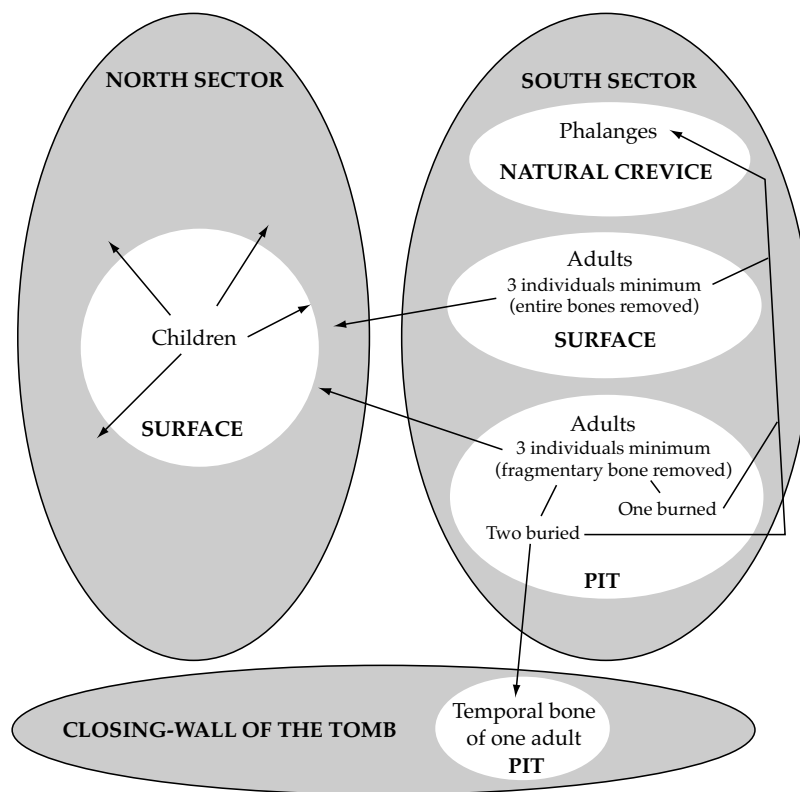 NORTH SECTOR
Children
SURFACE
SOUTH SECTOR
Phalanges
NATURAL CREVICE
Adults
3 individuals minimum
(entire bones removed)
SURFACE
Adults
3 individuals minimum
(fragmentary bone removed)
One burned
Two buried
PIT
CLOSING-WALL OF THE TOMB
Temporal bone
of one adult
PIT